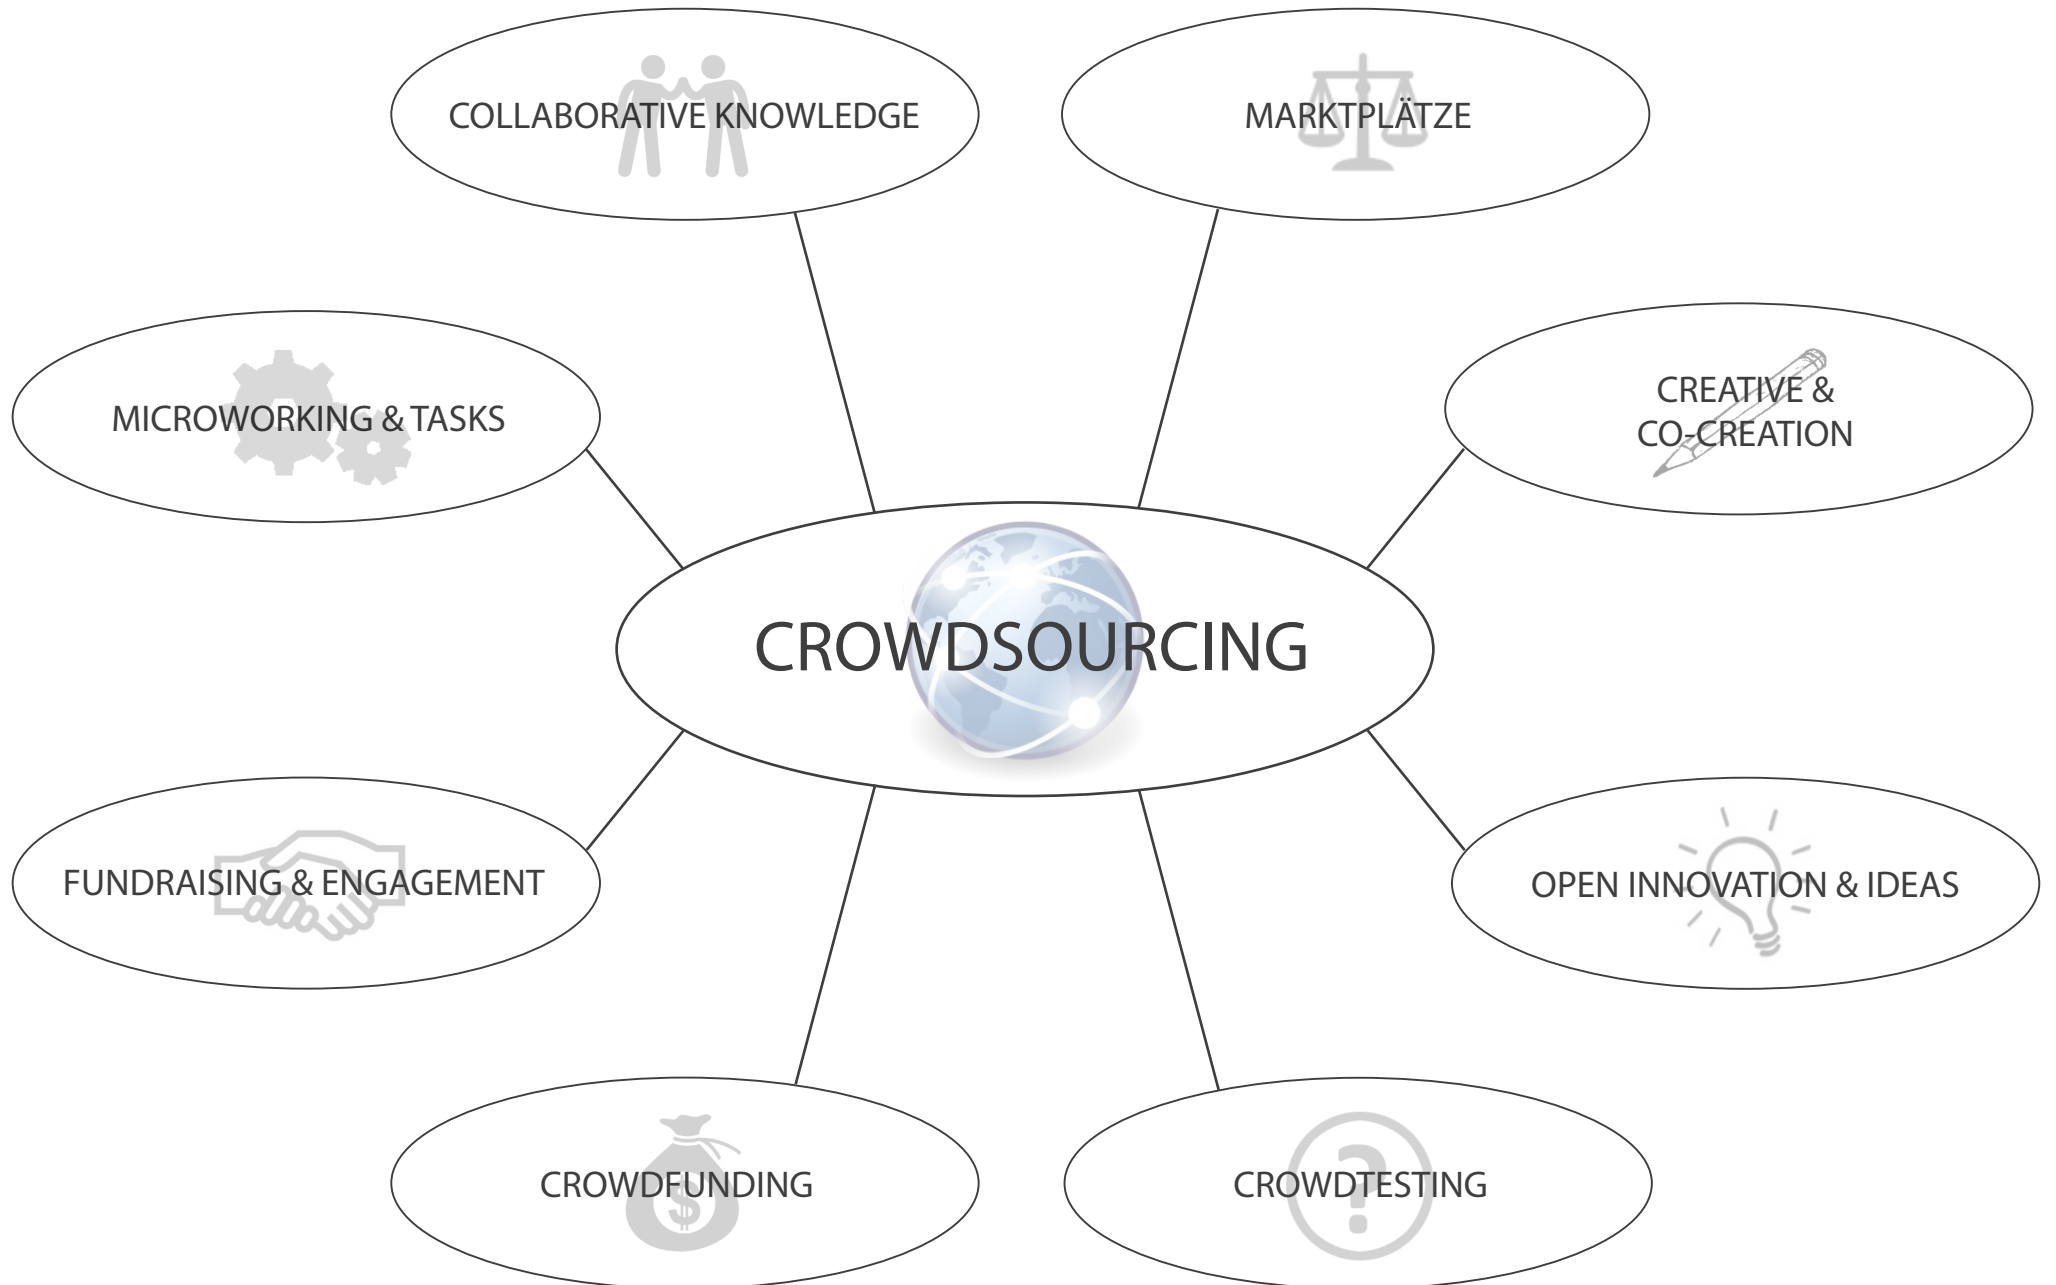 COLLABORATIVE KNOWLEDGE
MARKTPLÄTZE
MICROWORKING & TASKS
CREATIVE &
CO-CREATION
CROWDSOURCING
FUNDRAISING & ENGAGEMENT
OPEN INNOVATION & IDEAS
CROWDFUNDING
$
CROWDTESTING
?